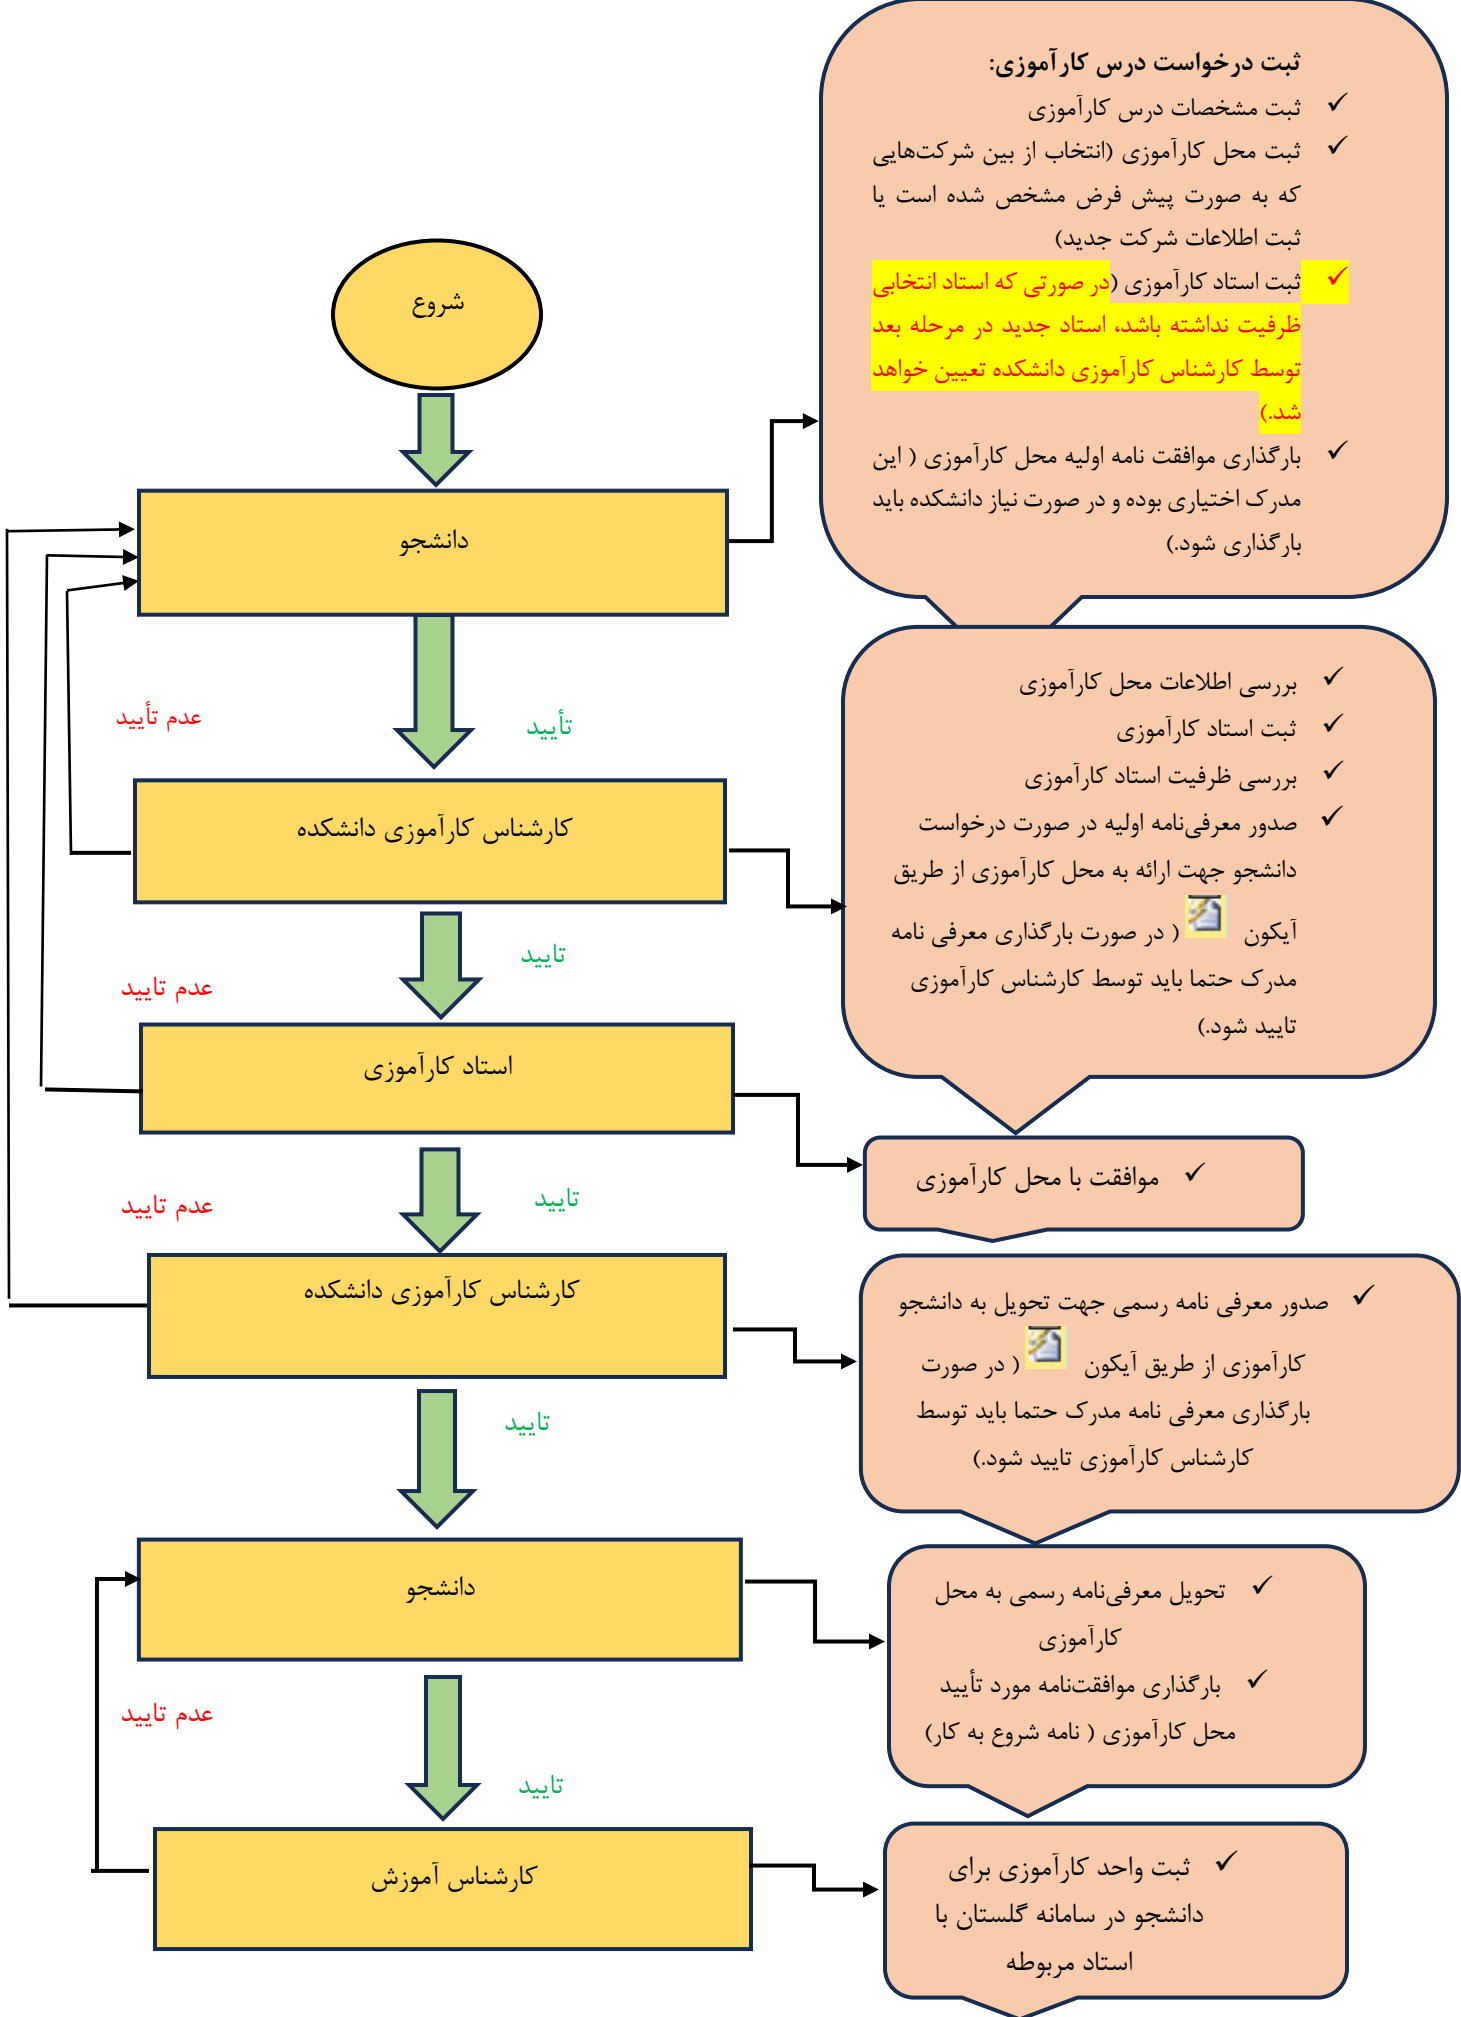 ثبت درخواست درس کارآموزی:
✓ ثبت مشخصات درس کارآموزی
✓ ثبت محل کارآموزی (انتخاب از بین شرکت‌هایی
که به صورت پیش فرض مشخص شده است یا
ثبت اطلاعات شرکت جدید)
✓ ثبت استاد کارآموزی (در صورتی که استاد انتخابی
ظرفیت نداشته باشد، استاد جدید در مرحله بعد
توسط کارشناس کارآموزی دانشکده تعیین خواهد
شد.)
✓ بارگذاری موافقت نامه اولیه محل کارآموزی ( این
مدرک اختیاری بوده و در صورت نیاز دانشکده باید
بارگذاری شود.)
شروع
دانشجو
تأیید
عدم تأیید
✓ بررسی اطلاعات محل کارآموزی
✓ ثبت استاد کارآموزی
✓ بررسی ظرفیت استاد کارآموزی
✓ صدور معرفی‌نامه اولیه در صورت درخواست
دانشجو جهت ارائه به محل کارآموزی از طریق
آیکون ( در صورت بارگذاری معرفی نامه
مدرک حتما باید توسط کارشناس کارآموزی
تایید شود.)
کارشناس کارآموزی دانشکده
تایید
عدم تایید
استاد کارآموزی
✓ موافقت با محل کارآموزی
تایید
عدم تایید
کارشناس کارآموزی دانشکده
✓ صدور معرفی نامه رسمی جهت تحویل به دانشجو
کارآموزی از طریق آیکون ( در صورت
بارگذاری معرفی نامه مدرک حتما باید توسط
کارشناس کارآموزی تایید شود.)
تایید
دانشجو
✓ تحویل معرفی‌نامه رسمی به محل
کارآموزی
✓ بارگذاری موافقت‌نامه مورد تأیید
محل کارآموزی ( نامه شروع به کار)
عدم تایید
تایید
کارشناس آموزش
✓ ثبت واحد کارآموزی برای
دانشجو در سامانه گلستان با
استاد مربوطه